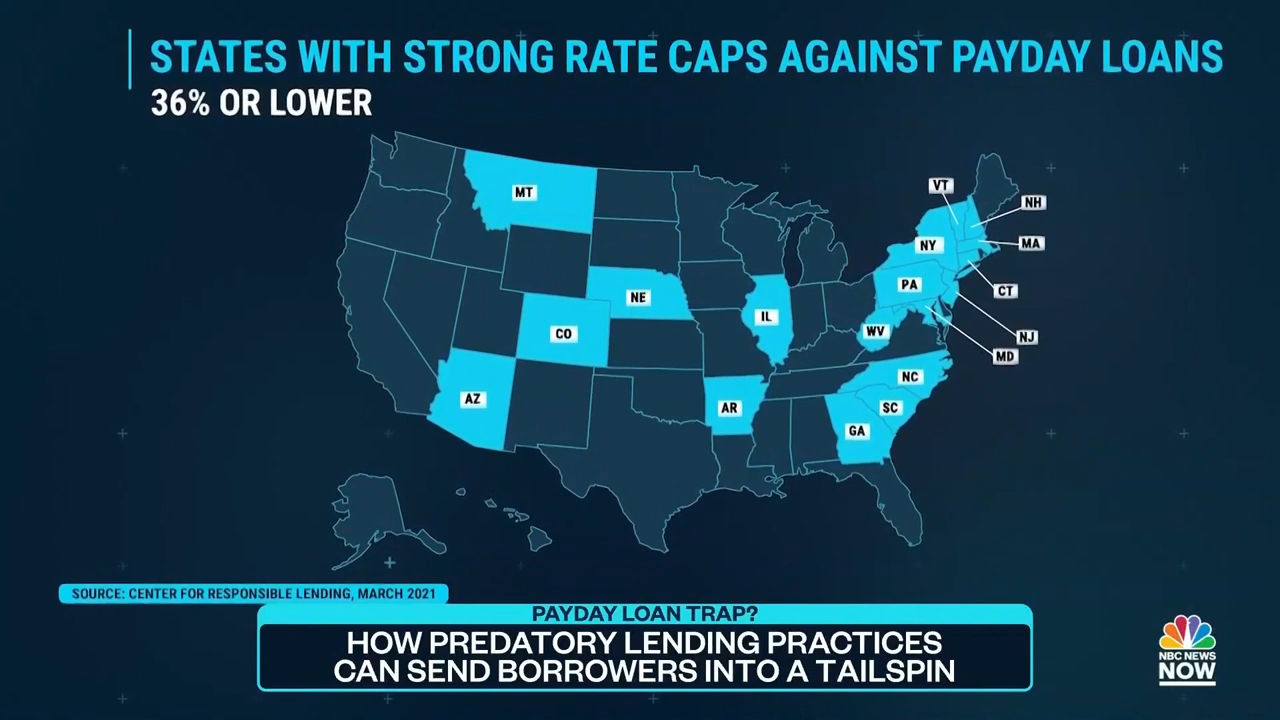 STATES WITH STRONG RATE CAPS AGAINST PAYDAY LOANS
36% OR LOWER
MT
VT
NH
NY
MA
PA
CT
NE
IL
WV
NJ
CO
MD
NC
AZ
AR
SC
GA
SOURCE: CENTER FOR RESPONSIBLE LENDING, MARCH 2021
PAYDAY LOAN TRAP?
HOW PREDATORY LENDING PRACTICES
CAN SEND BORROWERS INTO A TAILSPIN
NBC NEWS
NOW